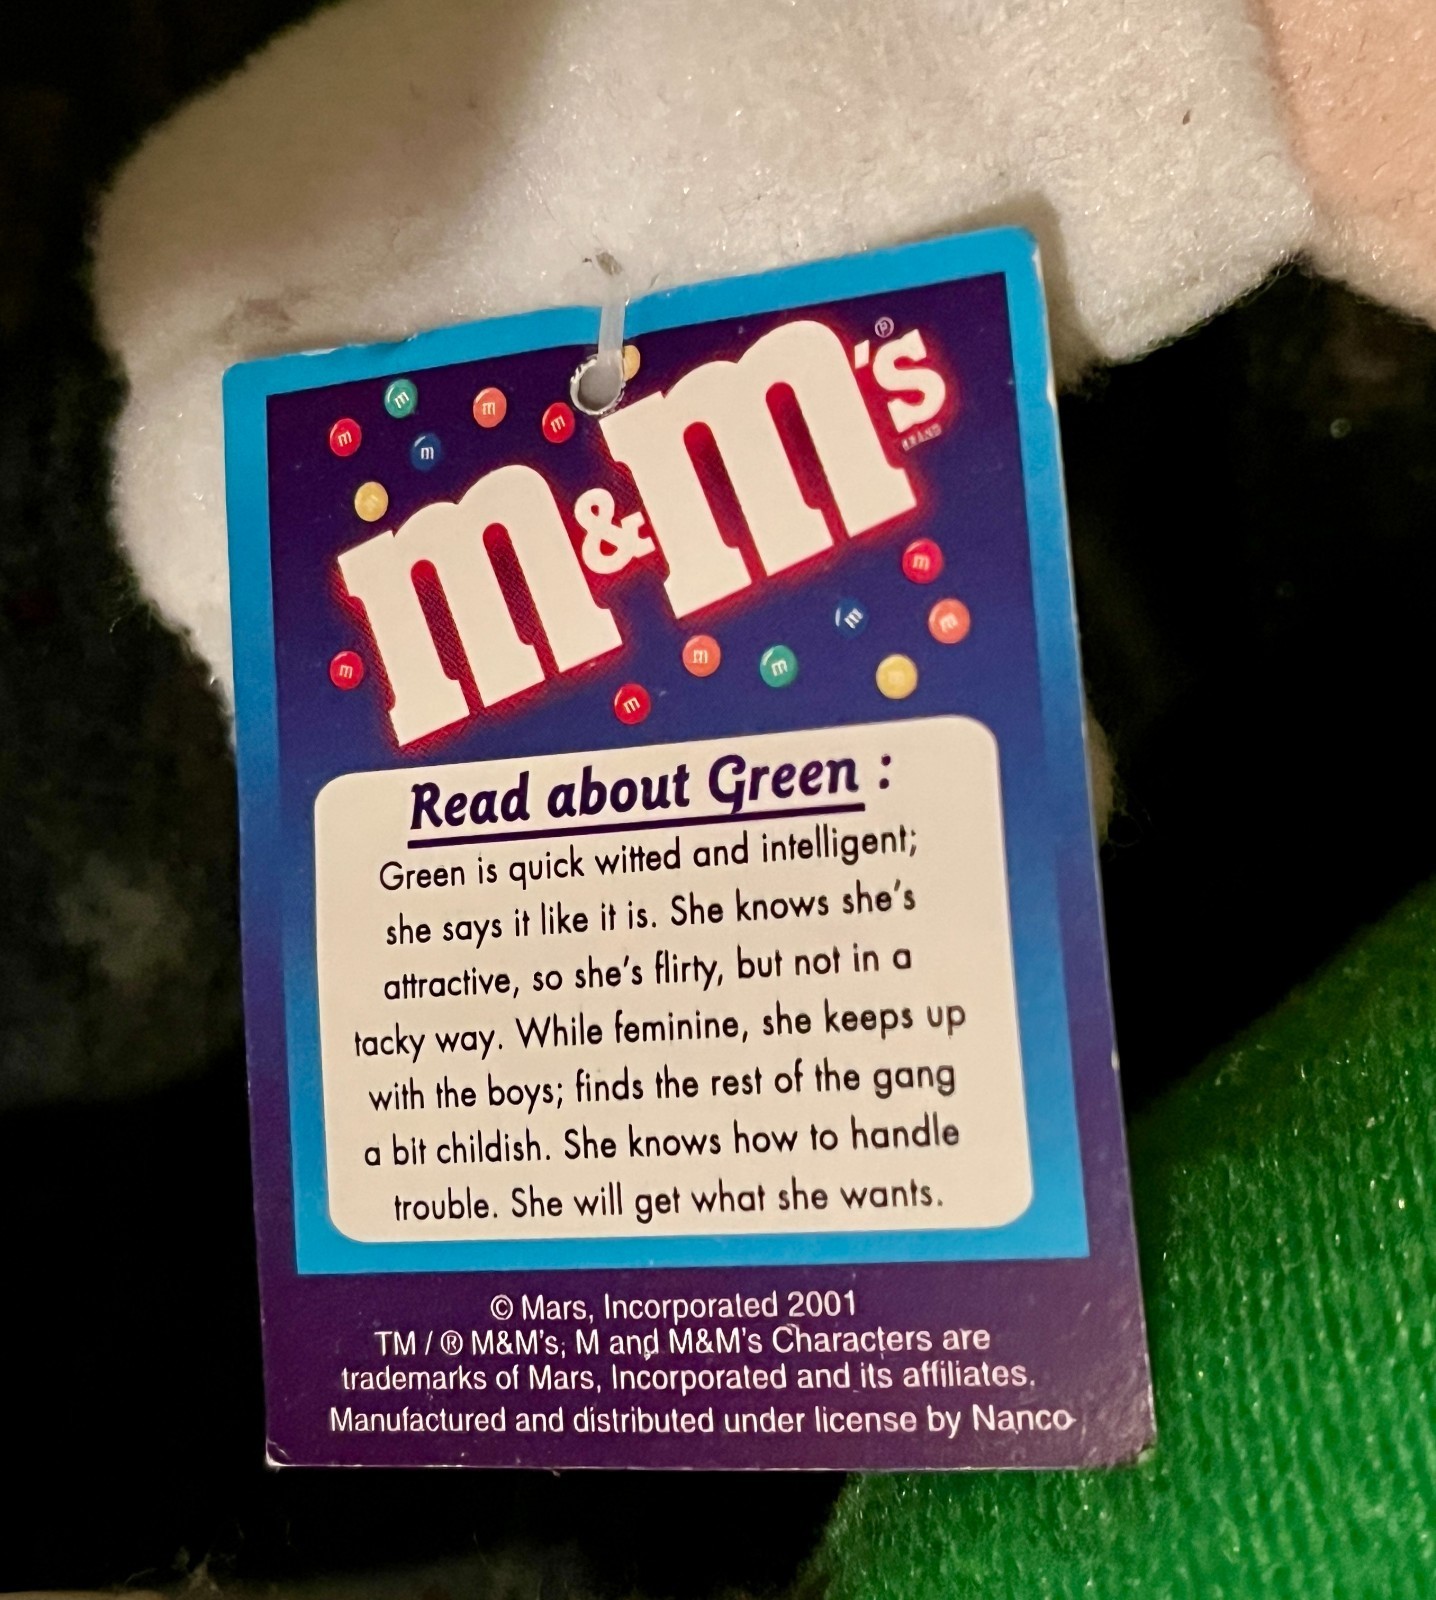 m&m's®
BRAND
Read about Green :
Green is quick witted and intelligent;
she says it like it is. She knows she's
attractive, so she's flirty, but not in a
tacky way. While feminine, she keeps up
with the boys; finds the rest of the gang
a bit childish. She knows how to handle
trouble. She will get what she wants.
© Mars, Incorporated 2001
TM / ® M&M's, M and M&M's Characters are
trademarks of Mars, Incorporated and its affiliates.
Manufactured and distributed under license by Nanco